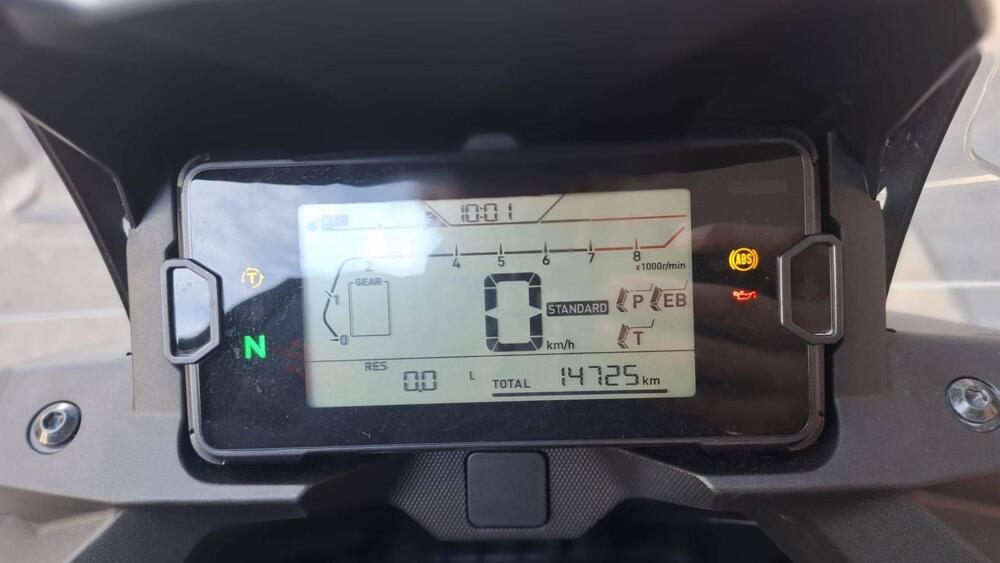 10:01
2 4 5 6 7 8
x1000r/min
T
ABS
GEAR
1
0
0
STANDARD
P EB
N
km/h
T
RES
0.0 L
TOTAL 14725 km